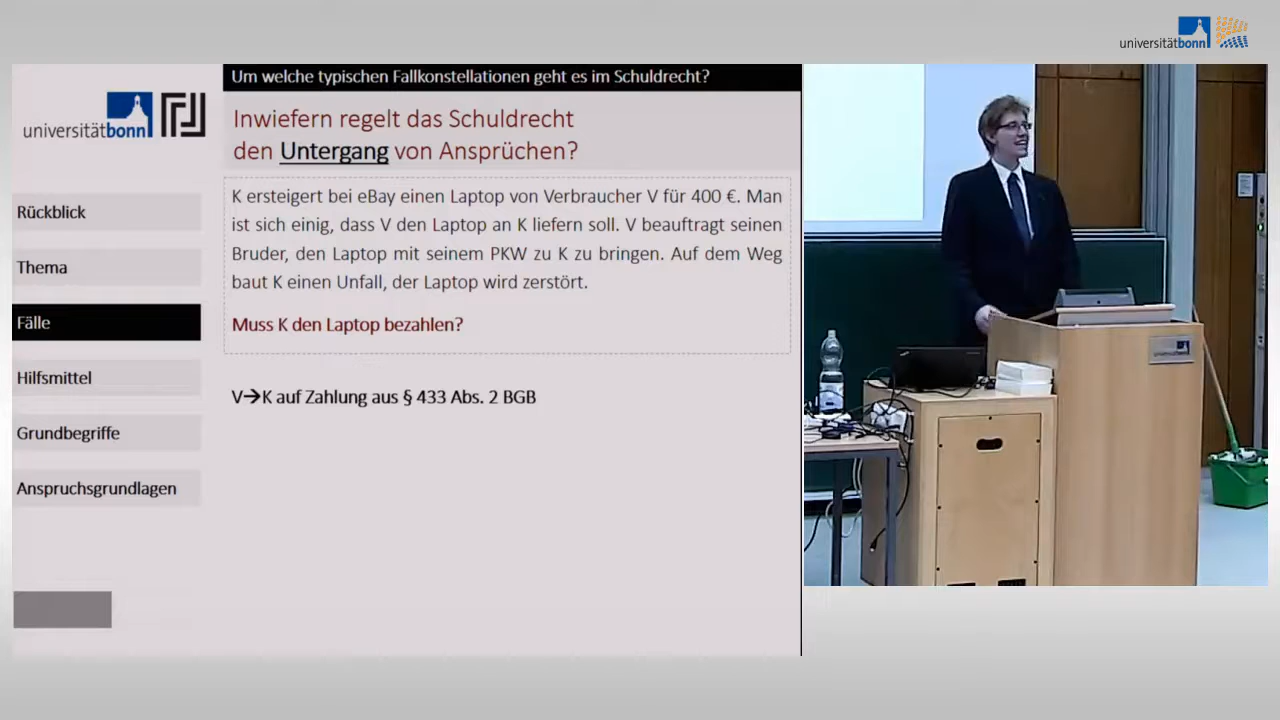 universitätbonn
Um welche typischen Fallkonstellationen geht es im Schuldrecht?
universitätbonn
Inwiefern regelt das Schuldrecht
den Untergang von Ansprüchen?
K ersteigert bei eBay einen Laptop von Verbraucher V für 400 €. Man
ist sich einig, dass V den Laptop an K liefern soll. V beauftragt seinen
Bruder, den Laptop mit seinem PKW zu K zu bringen. Auf dem Weg
baut K einen Unfall, der Laptop wird zerstört.
Muss K den Laptop bezahlen?
V→K auf Zahlung aus § 433 Abs. 2 BGB
Rückblick
Thema
Fälle
Hilfsmittel
Grundbegriffe
Anspruchsgrundlagen